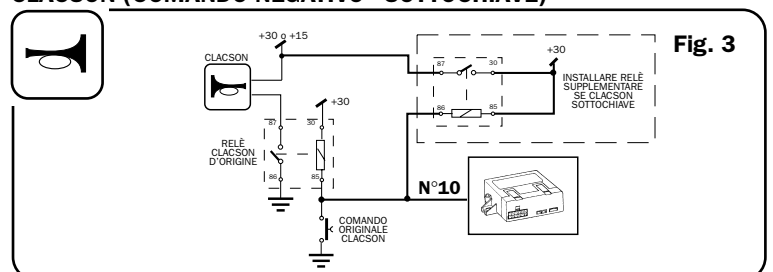 CLACSON (COMANDO NEGATIVO - SOTTOCHIAVE)
Fig. 3
+30 o +15
CLACSON
+30
87
30
INSTALLARE RELÈ
SUPPLEMENTARE
SE CLACSON
SOTTOCHIAVE
86
85
+30
87
30
RELÈ
CLACSON
D'ORIGINE
86
85
N°10
COMANDO
ORIGINALE
CLACSON